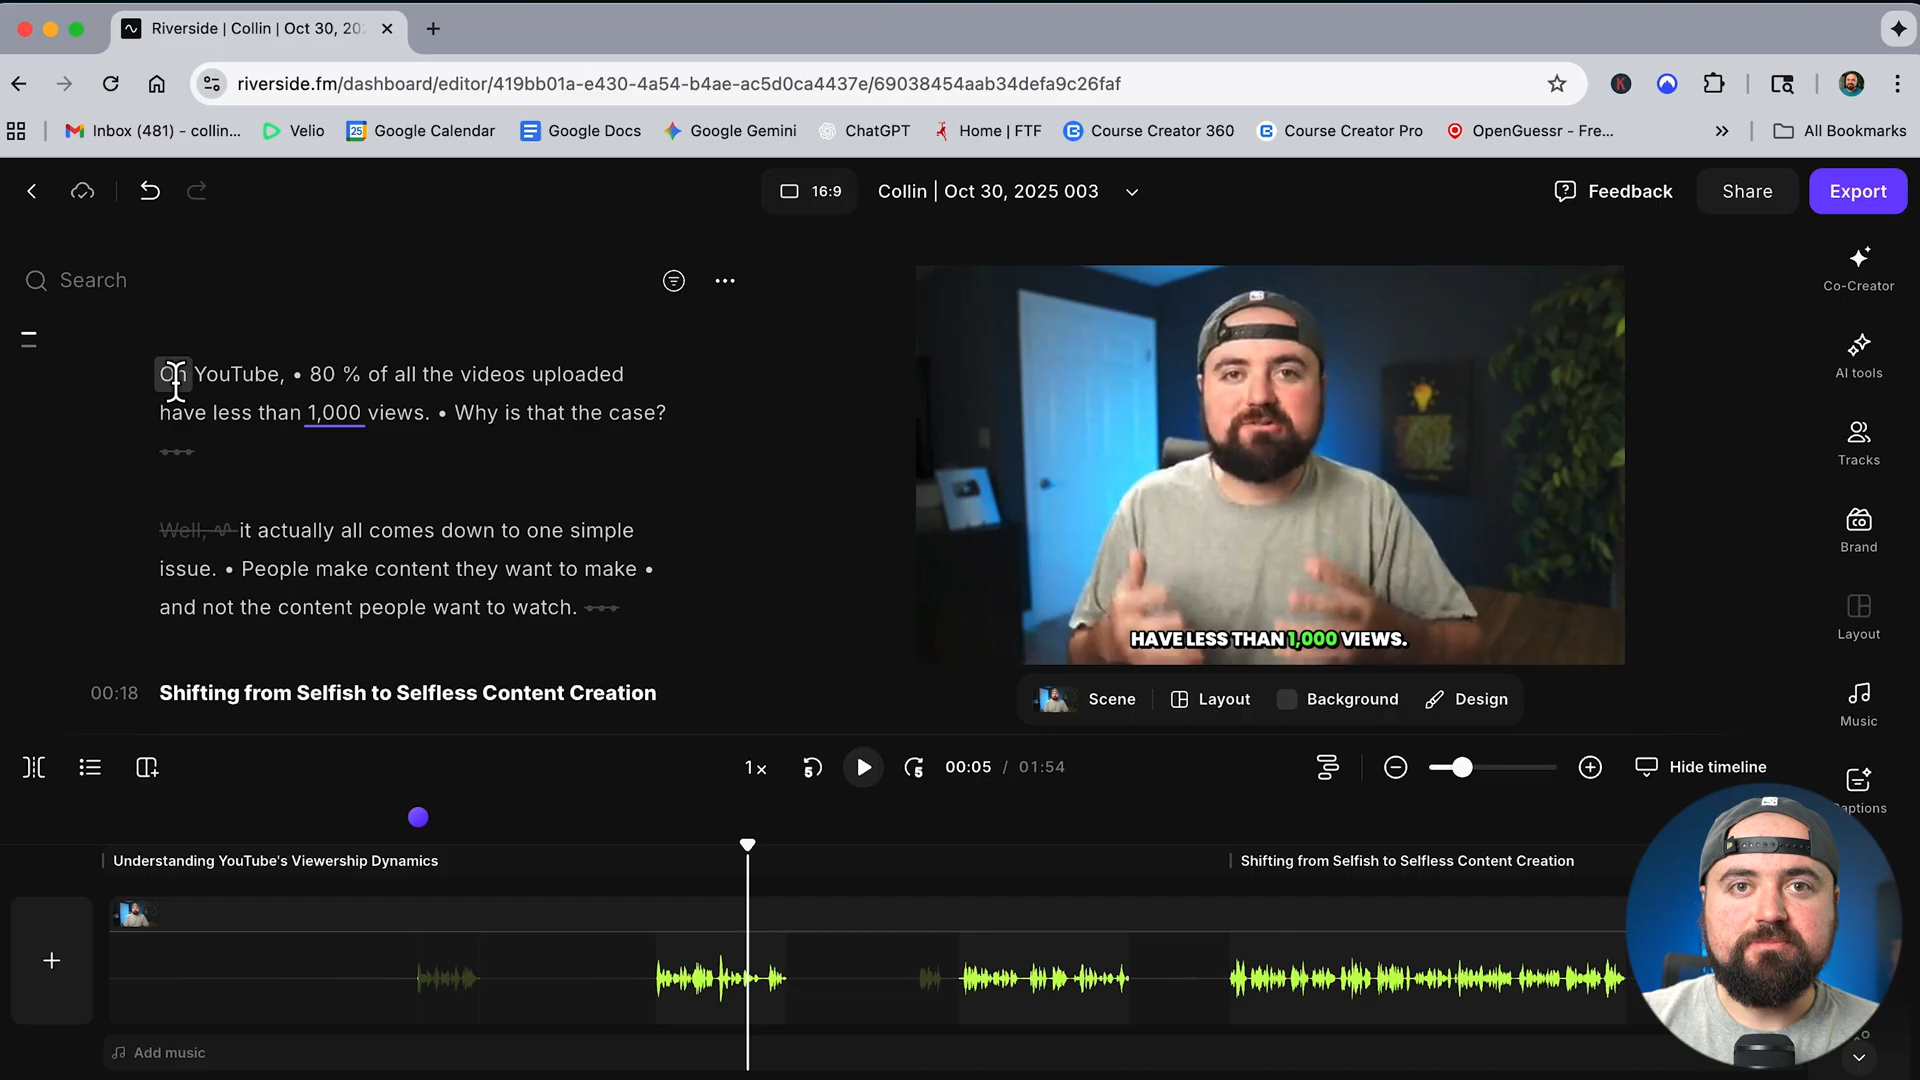 Riverside | Collin | Oct 30, 202
riverside.fm/dashboard/editor/419bb01a-e430-4a54-b4ae-ac5d0ca4437e/69038454aab34defa9c26faf
K
Inbox (481) - collin...
Velio
25
Google Calendar
Google Docs
Google Gemini
ChatGPT
Home | FTF
Course Creator 360
Course Creator Pro
OpenGuessr - Fre...
All Bookmarks
16:9
Collin | Oct 30, 2025 003
Feedback
Share
Export
Search
On YouTube, • 80 % of all the videos uploaded
have less than 1,000 views. • Why is that the case?
Well, it actually all comes down to one simple
issue. • People make content they want to make •
and not the content people want to watch.
00:18 Shifting from Selfish to Selfless Content Creation
HAVE LESS THAN 1,000 VIEWS.
Scene
Layout
Background
Design
Co-Creator
AI tools
Tracks
Brand
Layout
Music
Captions
1x
5
5
00:05 / 01:54
Hide timeline
Understanding YouTube's Viewership Dynamics
Shifting from Selfish to Selfless Content Creation
Add music